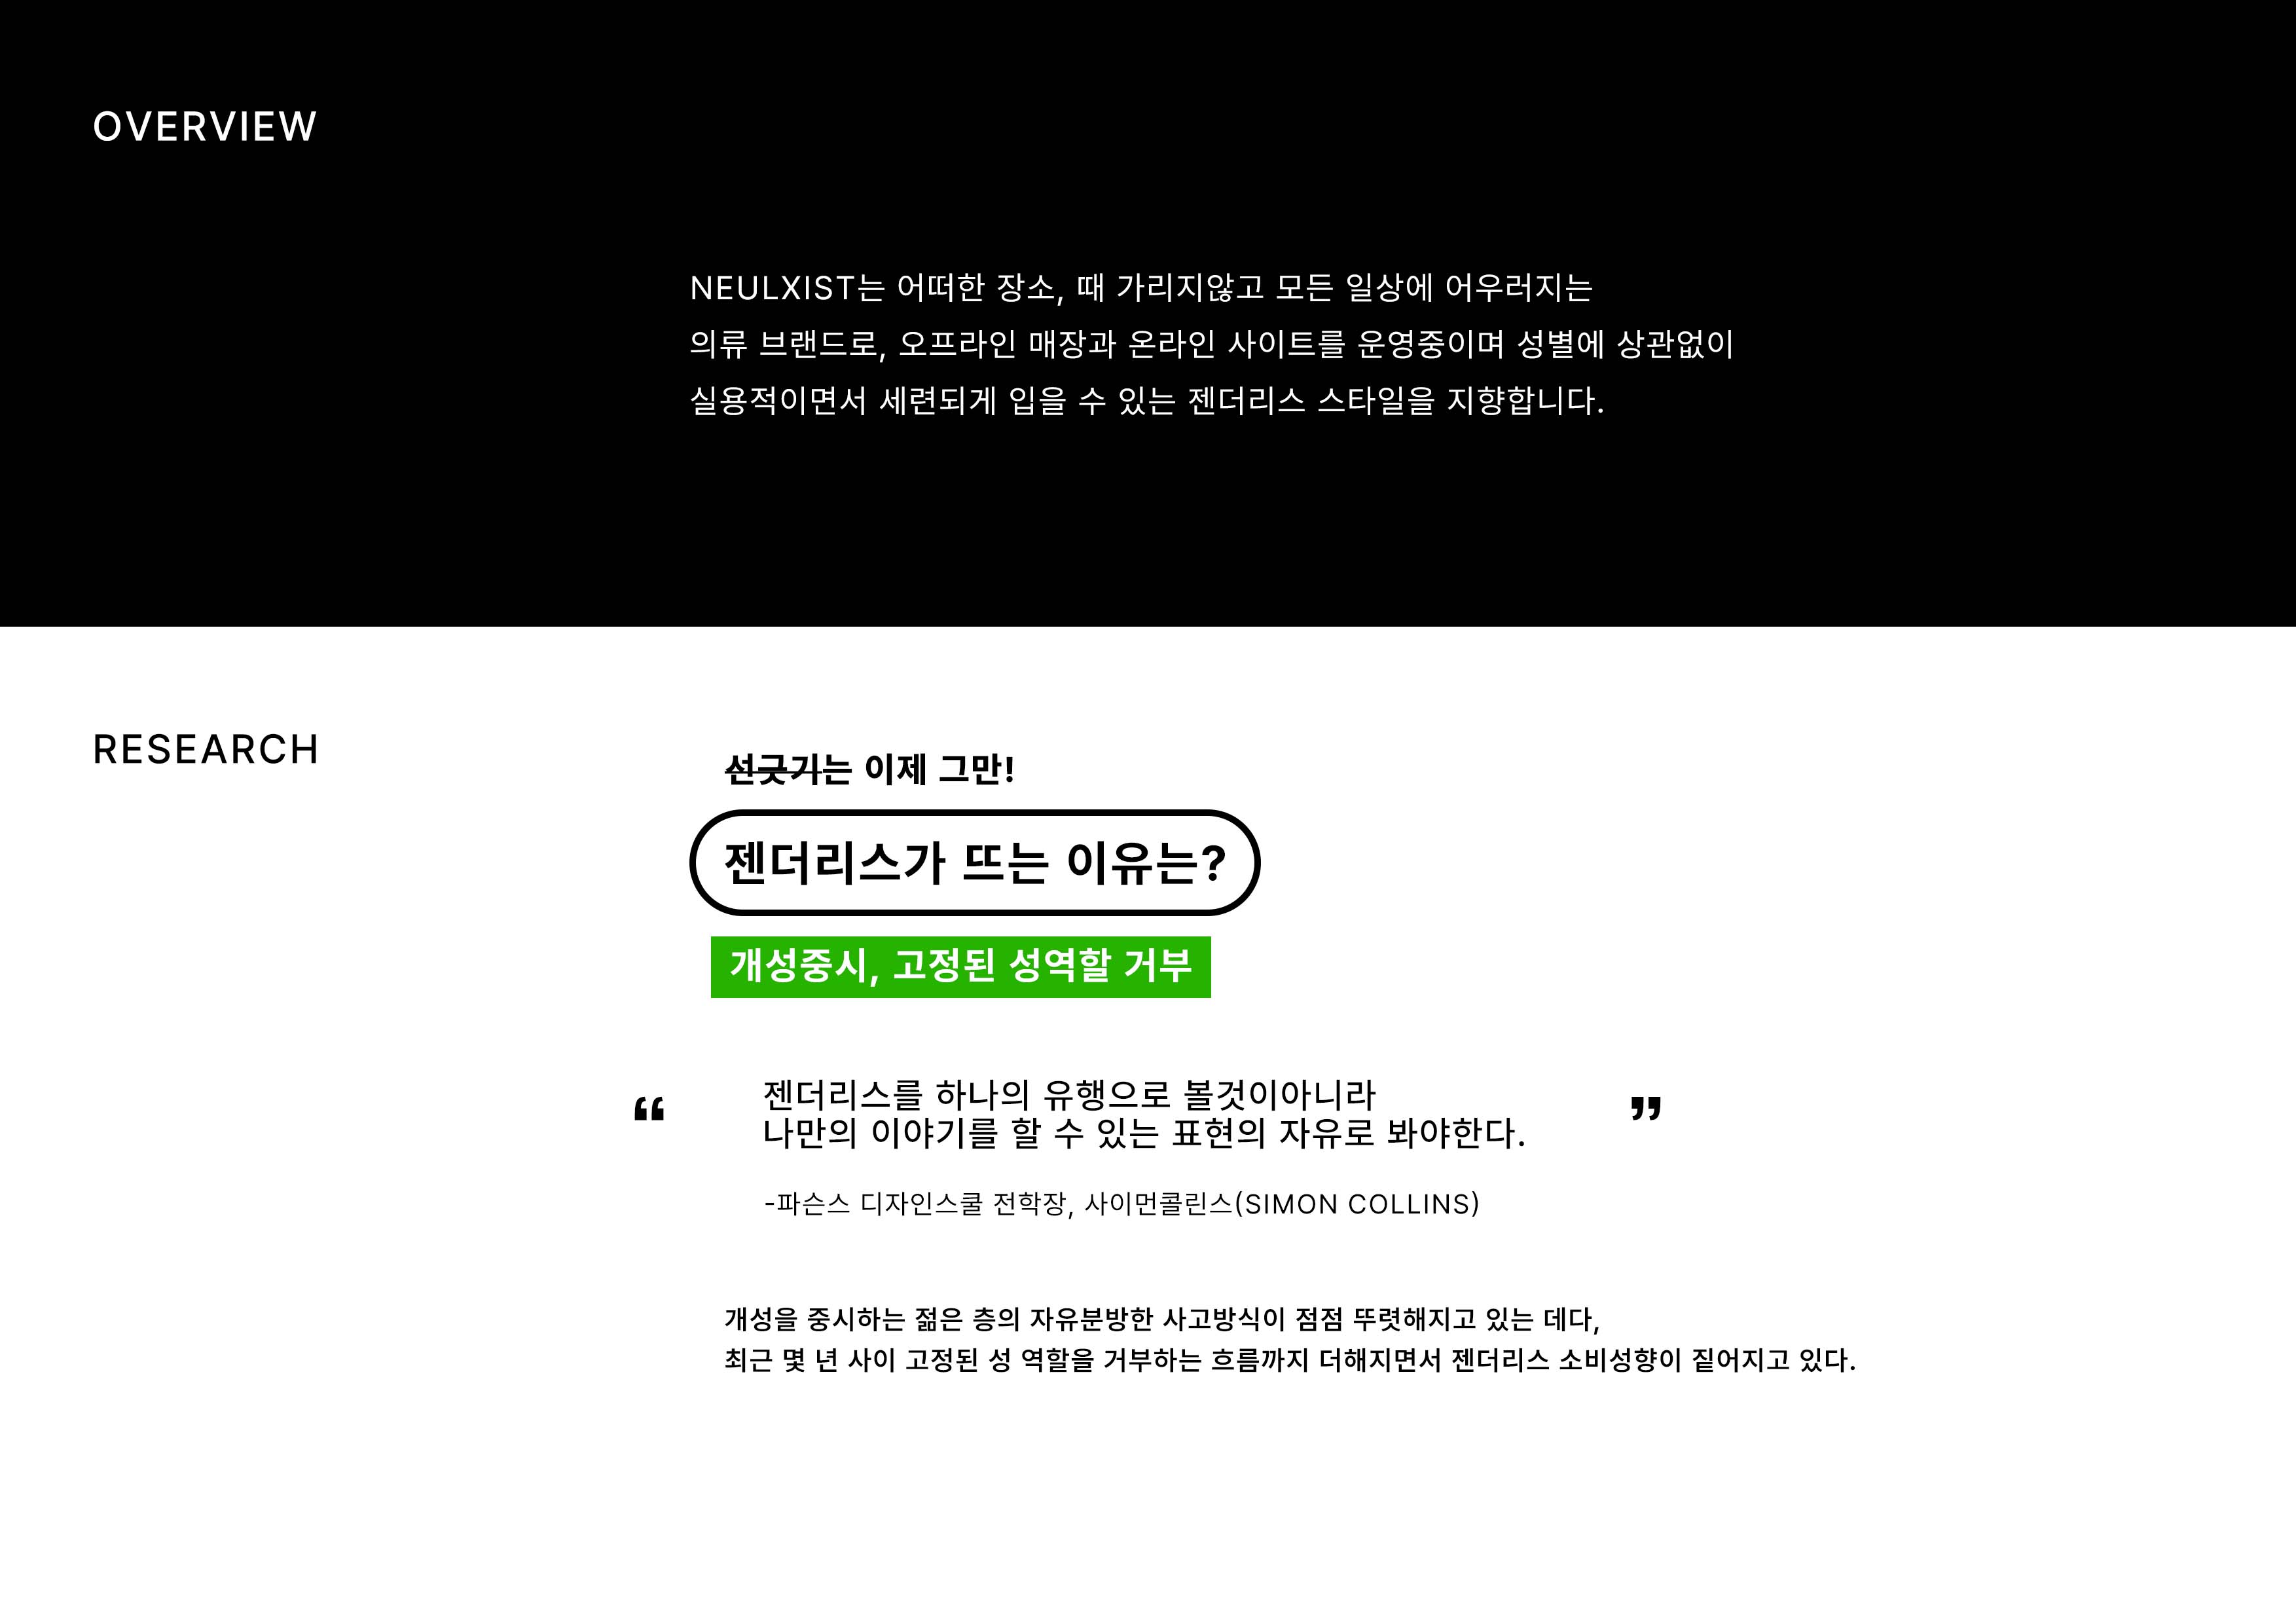 OVERVIEW
NEULXIST는 어떠한 장소, 때 가리지않고 모든 일상에 어우러지는
의류 브랜드로, 오프라인 매장과 온라인 사이트를 운영중이며 성별에 상관없이
실용적이면서 세련되게 입을 수 있는 젠더리스 스타일을 지향합니다.
RESEARCH
선긋기는 이제 그만!
젠더리스가 뜨는 이유는?
개성중시, 고정된 성역할 거부
“ 젠더리스를 하나의 유행으로 볼것이아니라
나만의 이야기를 할 수 있는 표현의 자유로 봐야한다. ”
-파슨스 디자인스쿨 전학장, 사이먼콜린스(SIMON COLLINS)
개성을 중시하는 젊은 층의 자유분방한 사고방식이 점점 뚜렷해지고 있는 데다,
최근 몇 년 사이 고정된 성 역할을 거부하는 흐름까지 더해지면서 젠더리스 소비성향이 짙어지고 있다.